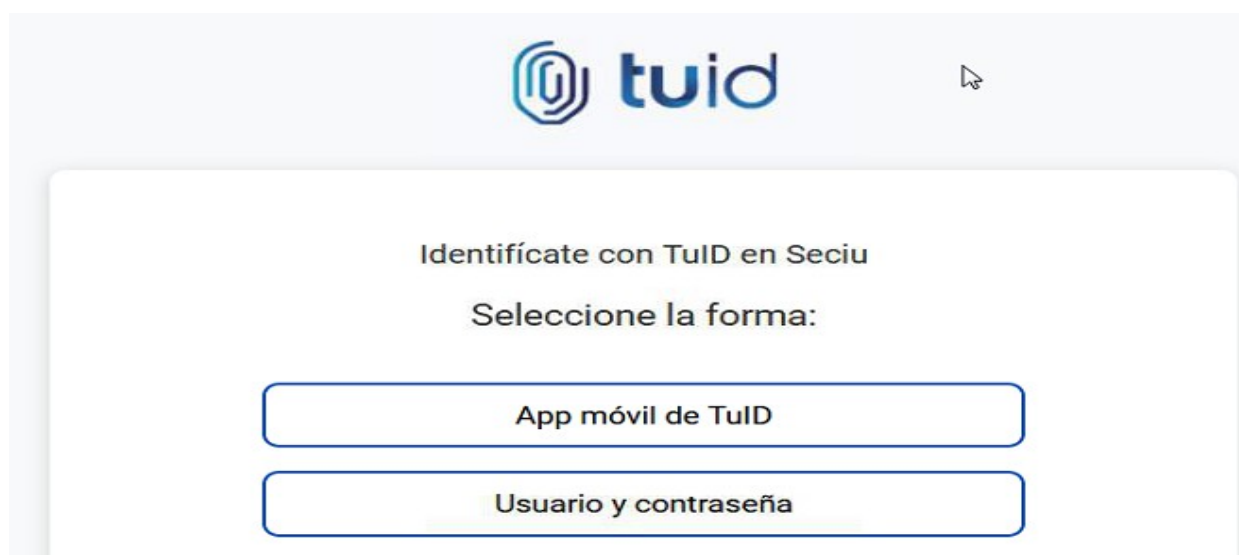 tuid
Identifícate con TuID en Seciu
Seleccione la forma:
App móvil de TuID
Usuario y contraseña